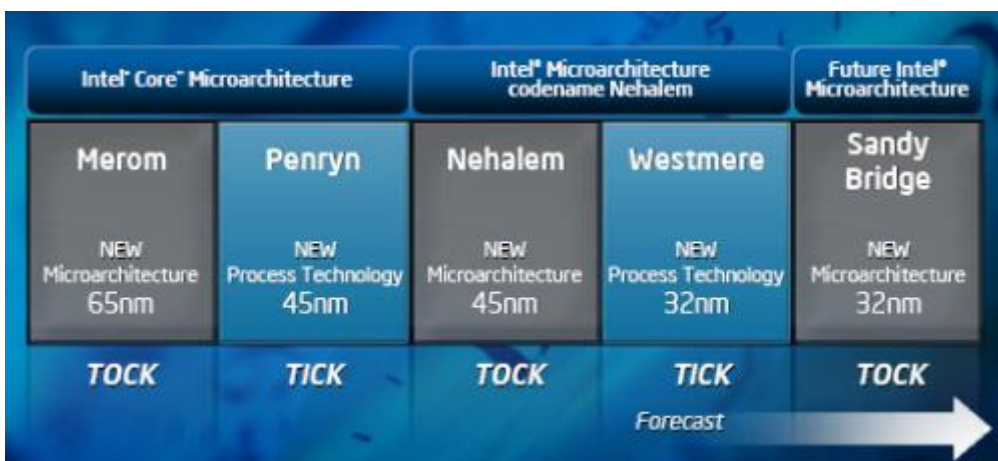 Intel® Core™ Microarchitecture
Intel® Microarchitecture
codename Nehalem
Future Intel®
Microarchitecture
Merom
NEW
Microarchitecture
65nm
Penryn
NEW
Process Technology
45nm
Nehalem
NEW
Microarchitecture
45nm
Westmere
NEW
Process Technology
32nm
Sandy
Bridge
NEW
Microarchitecture
32nm
TOCK
TICK
TOCK
TICK
TOCK
Forecast